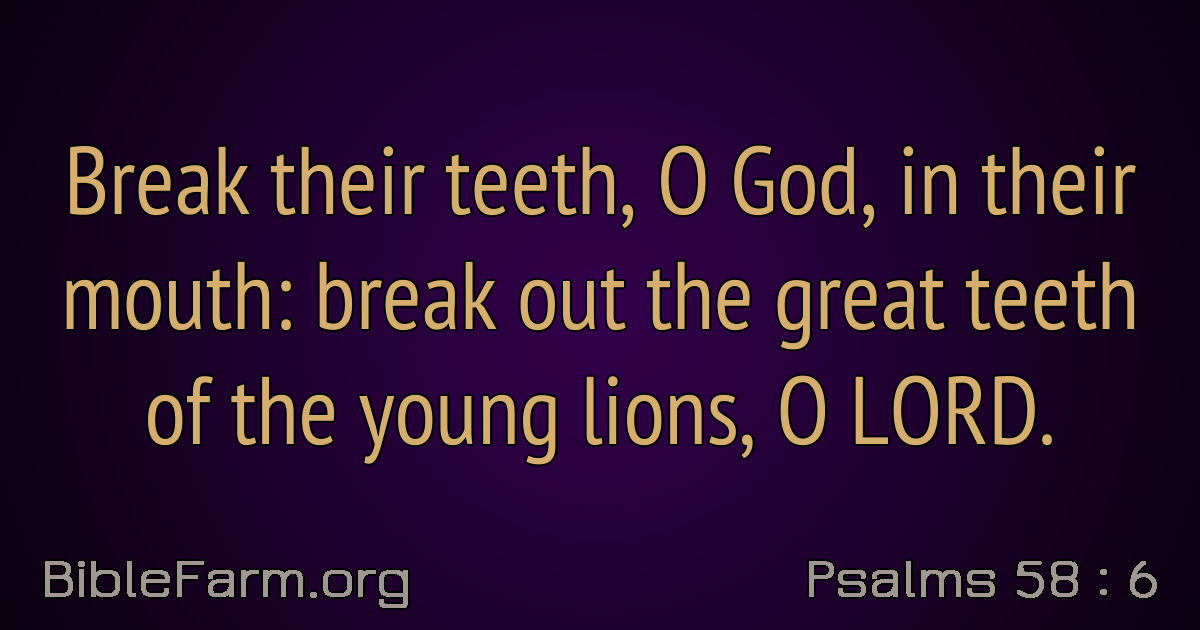 Break their teeth, O God, in their
mouth: break out the great teeth
of the young lions, O LORD.
BibleFarm.org
Psalms 58 : 6